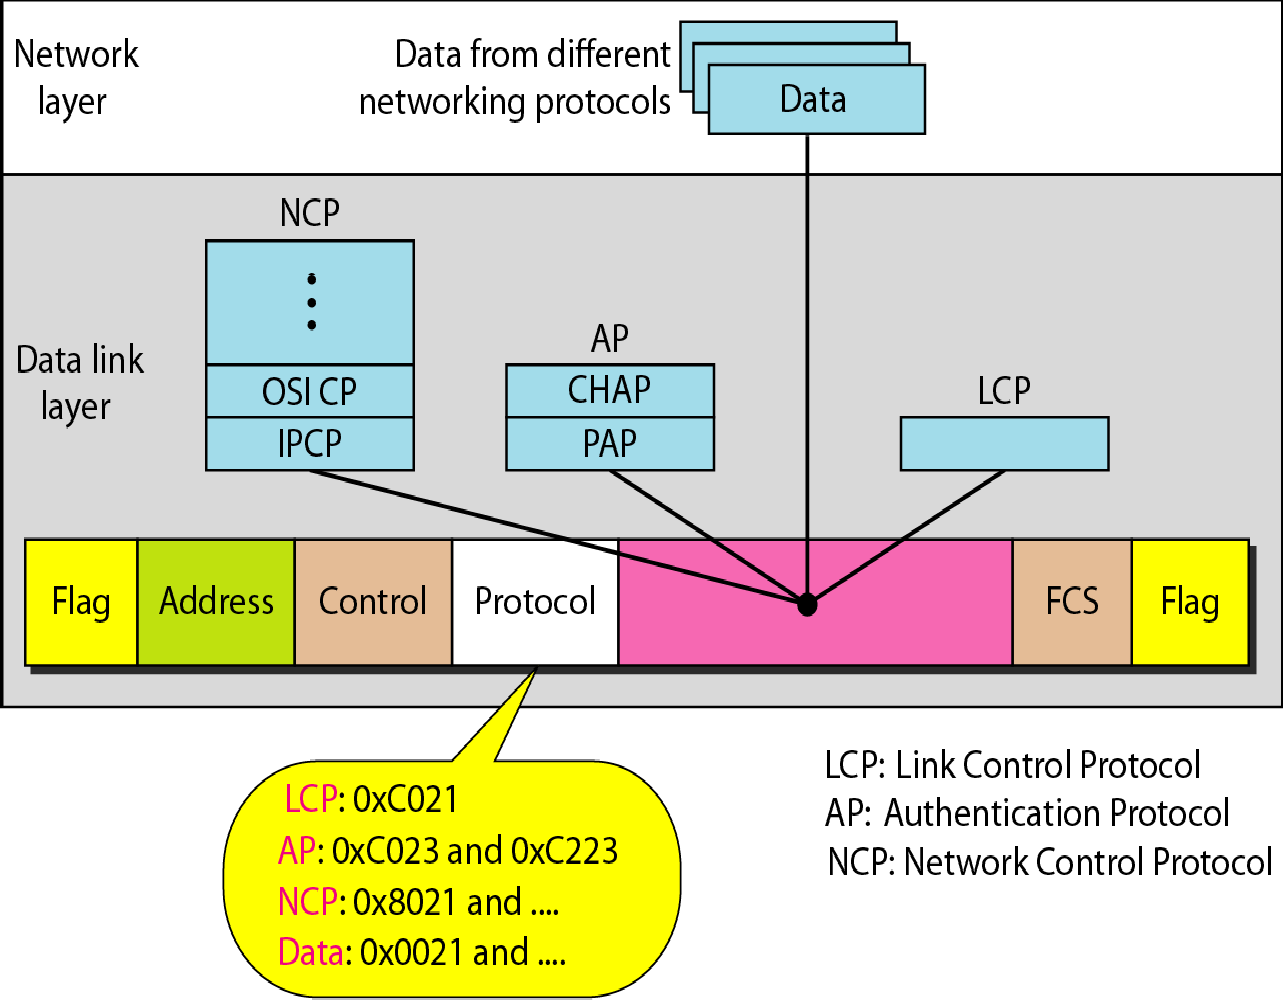 Network
layer
Data from different
networking protocols
Data
NCP
OSI CP
IPCP
AP
CHAP
PAP
LCP
Data link
layer
Flag
Address
Control
Protocol
FCS
Flag
LCP: 0xC021
AP: 0xC023 and 0xC223
NCP: 0x8021 and ....
Data: 0x0021 and ....
LCP: Link Control Protocol
AP: Authentication Protocol
NCP: Network Control Protocol